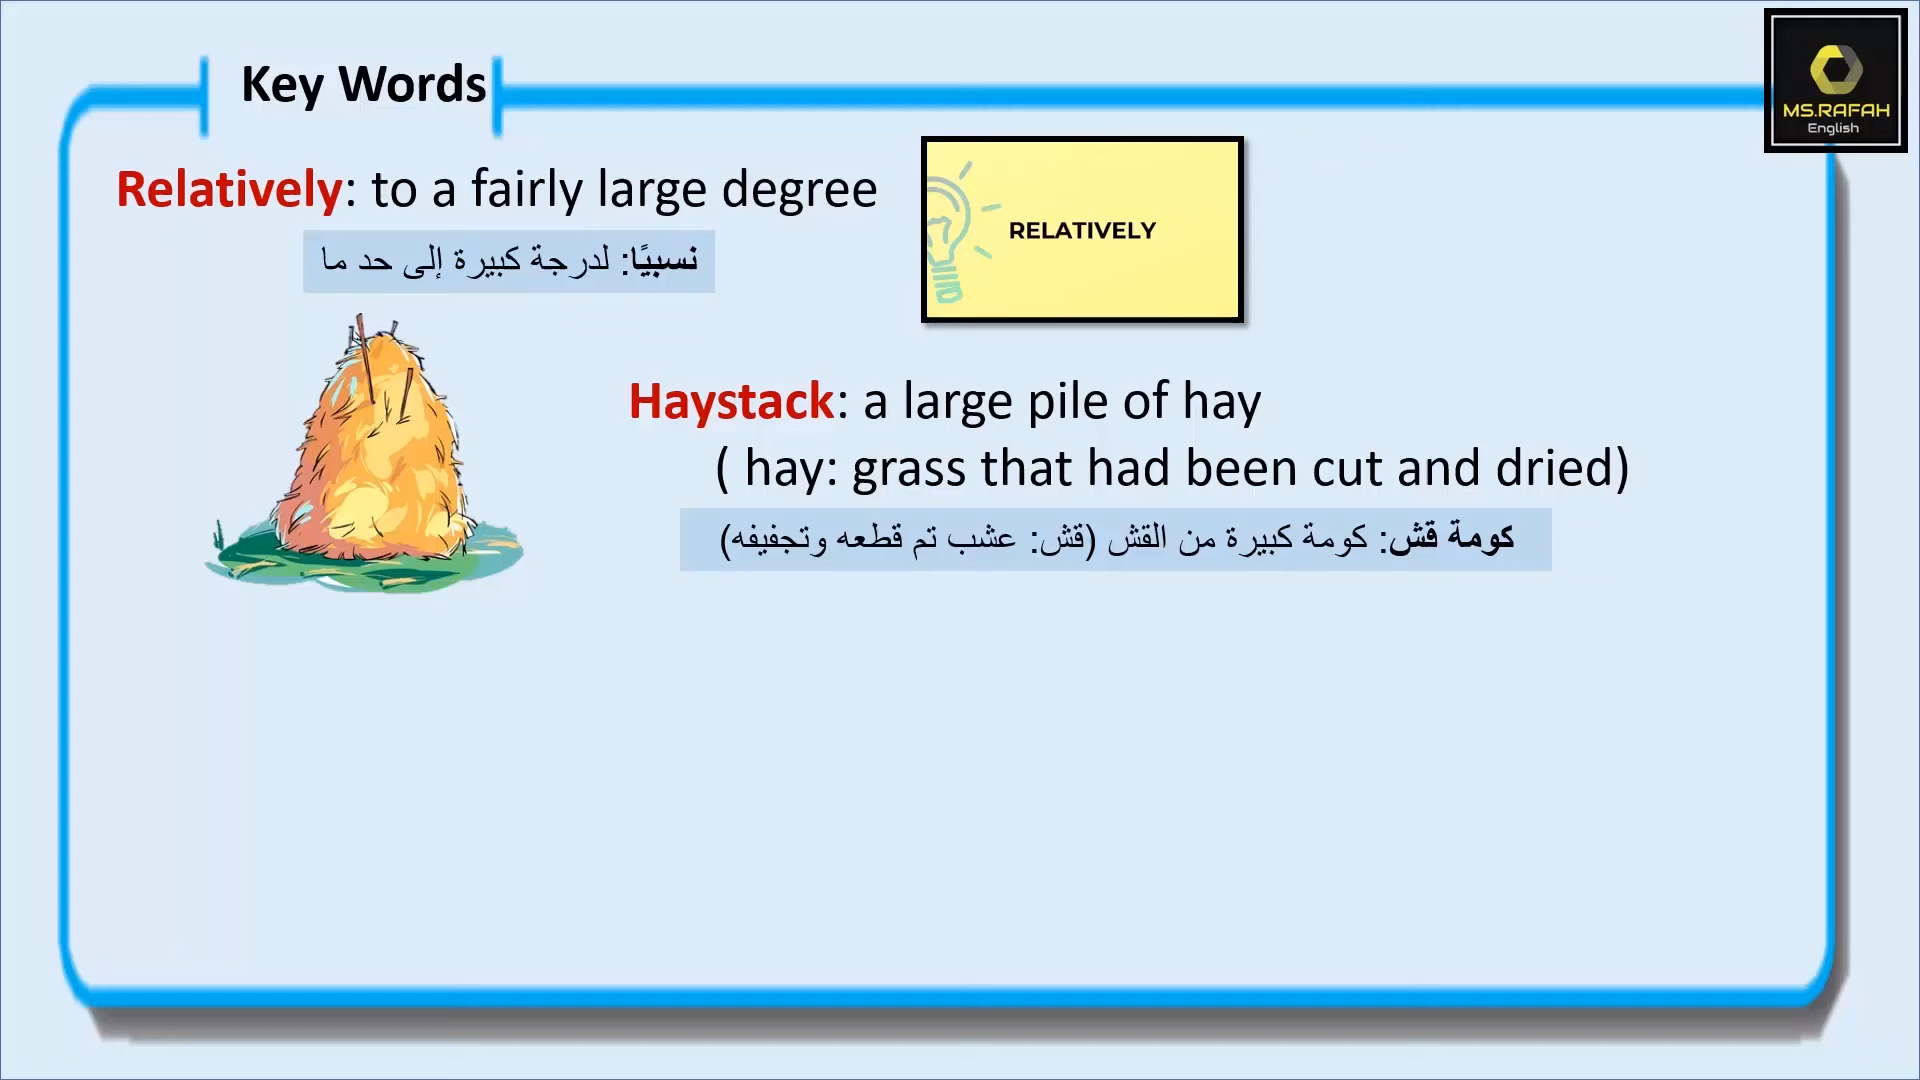 Key Words
MS.RAFAH
English
Relatively: to a fairly large degree
RELATIVELY
نسبيًا: لدرجة كبيرة إلى حد ما
Haystack: a large pile of hay
( hay: grass that had been cut and dried)
كومة قش: كومة كبيرة من القش (قش: عشب تم قطعه وتجفيفه)